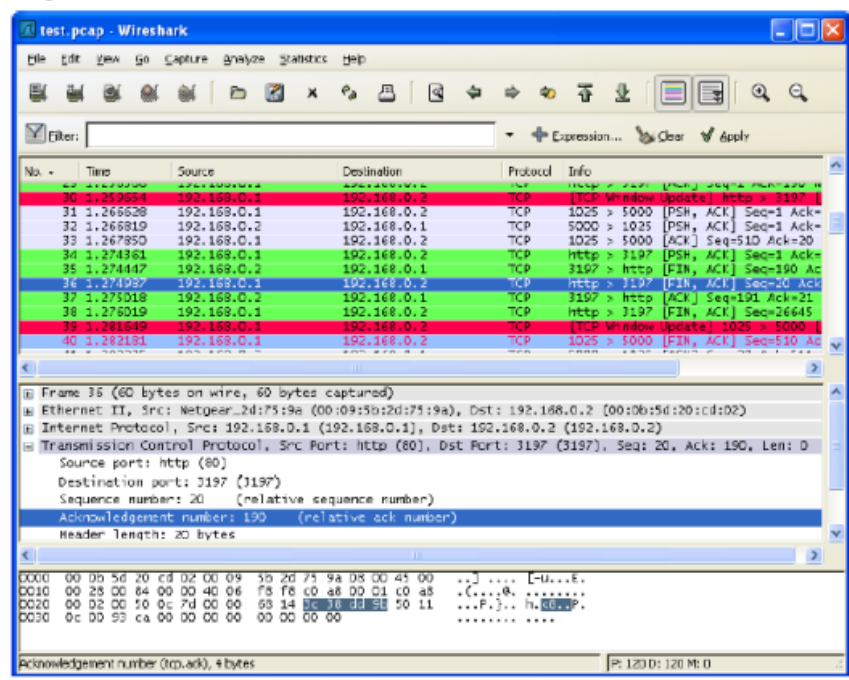 test.pcap - Wireshark
File Edit View Go Capture Analyze Statistics Help
Filter: Expression... Clear Apply
No. Time Source Destination Protocol Info
30 1.259654 192.168.0.1 192.168.0.2 TCP [TCP Window Update] http > 3197 [
31 1.266628 192.168.0.1 192.168.0.2 TCP 1025 > 5000 [PSH, ACK] Seq=1 Ack=
32 1.266819 192.168.0.2 192.168.0.1 TCP 5000 > 1025 [PSH, ACK] Seq=1 Ack=
33 1.267850 192.168.0.1 192.168.0.2 TCP 1025 > 5000 [ACK] Seq=510 Ack=20
34 1.274361 192.168.0.1 192.168.0.2 TCP http > 3197 [PSH, ACK] Seq=1 Ack=
35 1.274447 192.168.0.2 192.168.0.1 TCP 3197 > http [FIN, ACK] Seq=190 Ac
36 1.274987 192.168.0.1 192.168.0.2 TCP http > 3197 [FIN, ACK] Seq=20 Ack
37 1.275018 192.168.0.2 192.168.0.1 TCP 3197 > http [ACK] Seq=191 Ack=21
38 1.276019 192.168.0.1 192.168.0.2 TCP http > 3197 [FIN, ACK] Seq=26645
39 1.281649 192.168.0.1 192.168.0.2 TCP [TCP Window Update] 1025 > 5000 [
40 1.282181 192.168.0.1 192.168.0.2 TCP 1025 > 5000 [FIN, ACK] Seq=510 Ac
Frame 36 (60 bytes on wire, 60 bytes captured)
Ethernet II, Src: Netgear_2d:75:9a (00:09:5b:2d:75:9a), Dst: 192.168.0.2 (00:0b:5d:20:cd:02)
Internet Protocol, Src: 192.168.0.1 (192.168.0.1), Dst: 192.168.0.2 (192.168.0.2)
Transmission Control Protocol, Src Port: http (80), Dst Port: 3197 (3197), Seq: 20, Ack: 190, Len: 0
Source port: http (80)
Destination port: 3197 (3197)
Sequence number: 20 (relative sequence number)
Acknowledgement number: 190 (relative ack number)
Header length: 20 bytes
0000 00 0b 5d 20 cd 02 00 09 5b 2d 75 9a 08 00 45 00 ..] .... [-u...E.
0010 00 28 00 84 00 00 40 06 f8 f8 c0 a8 00 01 c0 a8 .(....@. ........
0020 00 02 00 50 0c 7d 00 00 68 14 3c 38 dd 9b 50 11 ...P.}.. h.<8..P.
0030 0c 00 93 ca 00 00 00 00 00 00 00 00 ........ ....
Acknowledgement number (tcp.ack), 4 bytes P: 120 D: 120 M: 0